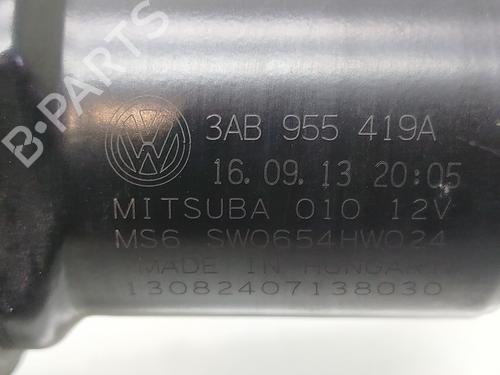 B-PARTS
3AB 955 419A
16.09.13 20:05
MITSUBA 010 12V
MS6 SW0654HW024
MADE IN HUNGARY
13082407138030